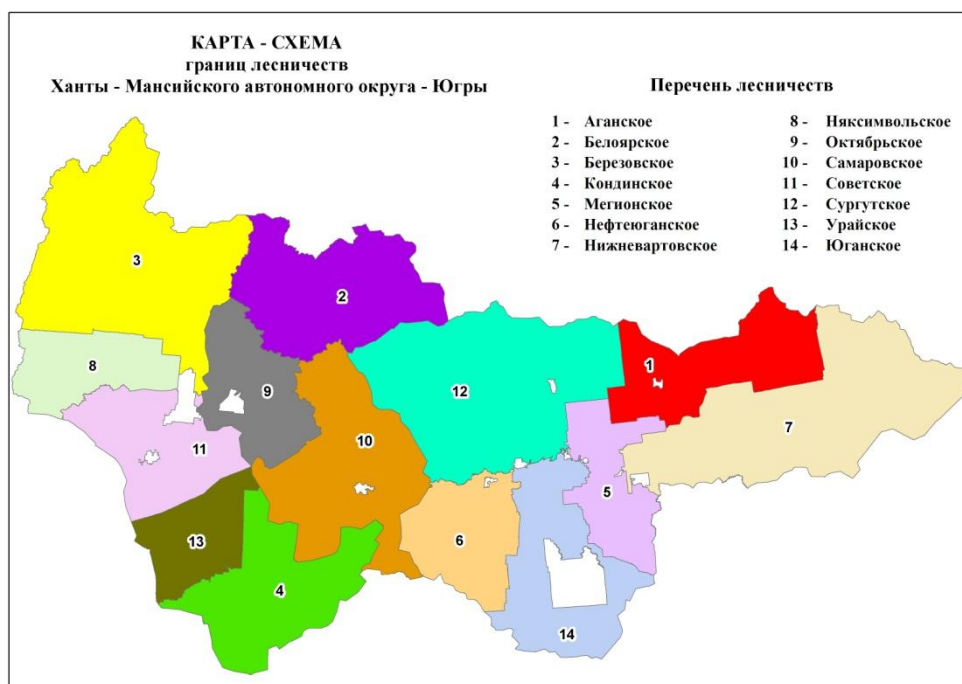 КАРТА - СХЕМА
границ лесничеств
Ханты - Мансийского автономного округа - Югры
Перечень лесничеств
1 - Аганское
2 - Белоярское
3 - Березовское
4 - Кондинское
5 - Мегионское
6 - Нефтеюганское
7 - Нижневартовское
8 - Няксимвольское
9 - Октябрьское
10 - Самаровское
11 - Советское
12 - Сургутское
13 - Урайское
14 - Юганское
3
2
1
8
9
12
7
10
11
5
13
6
4
14